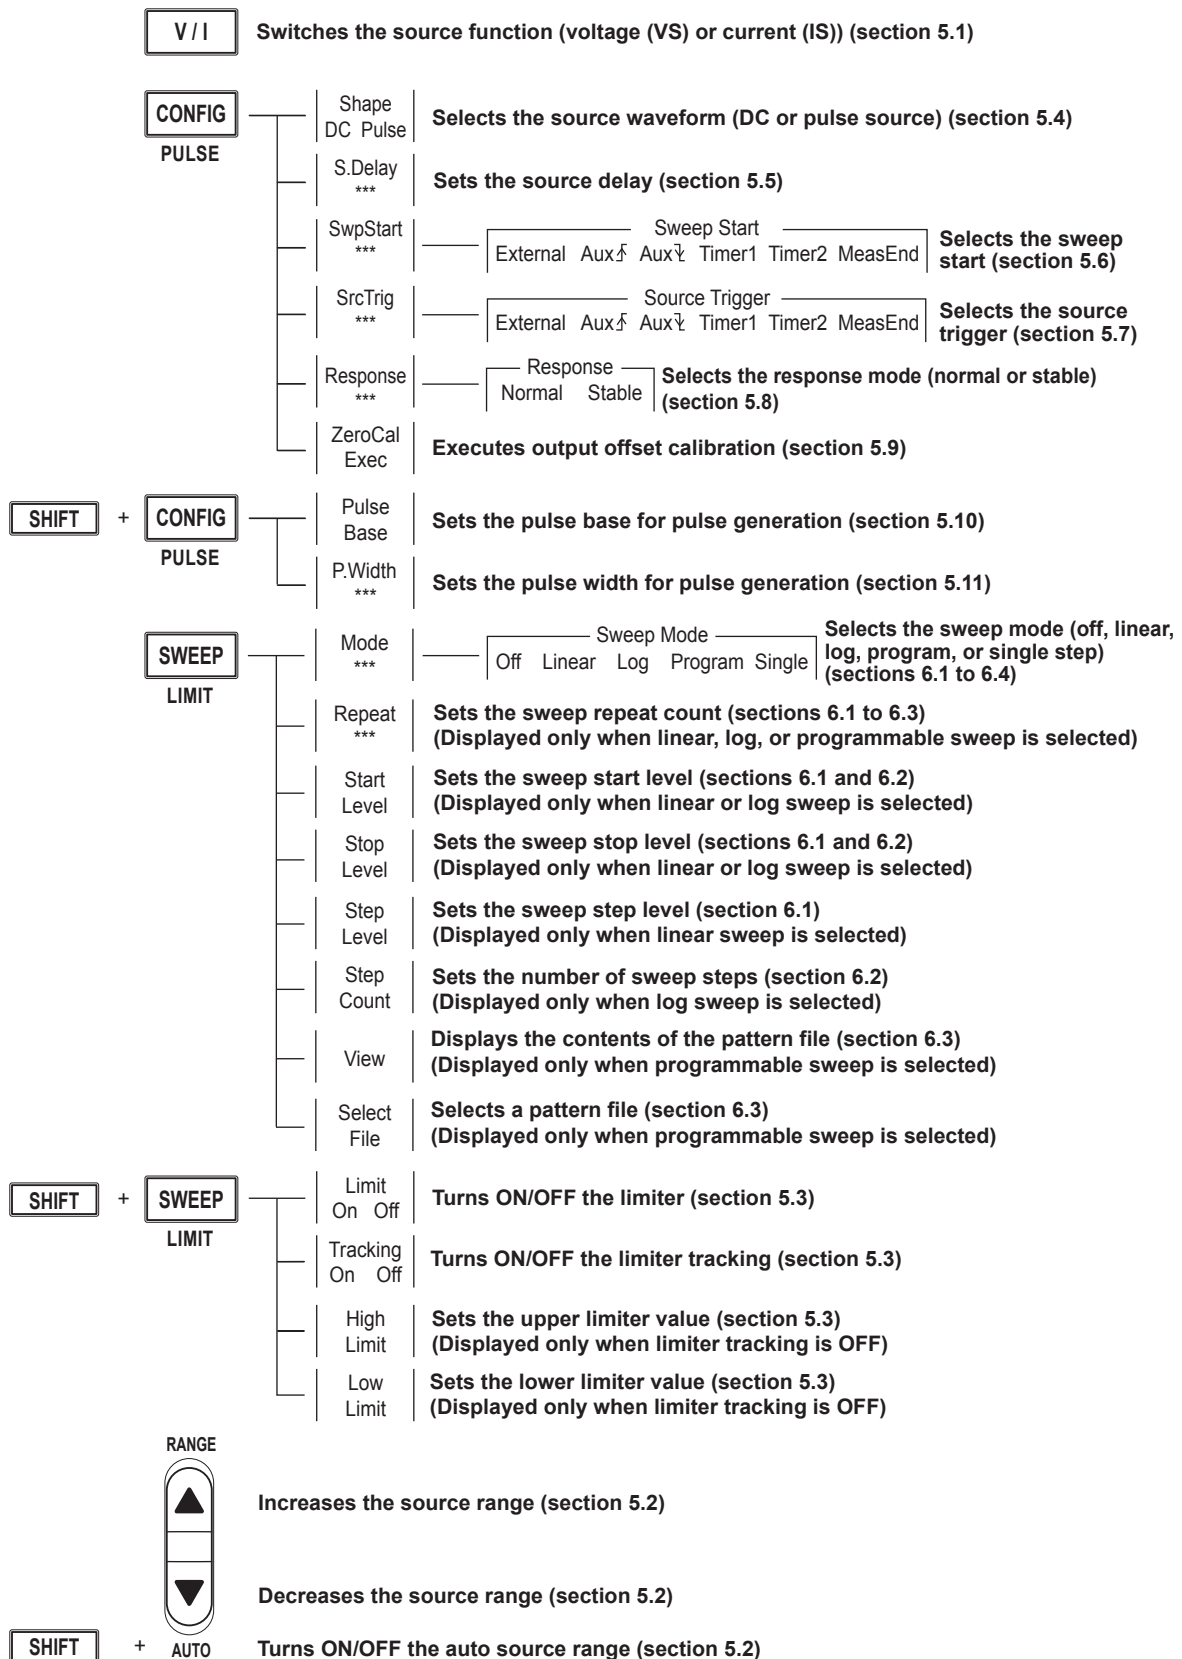 V / I
Switches the source function (voltage (VS) or current (IS)) (section 5.1)
CONFIG
PULSE
Shape
DC Pulse
Selects the source waveform (DC or pulse source) (section 5.4)
S.Delay
***
Sets the source delay (section 5.5)
SwpStart
***
Sweep Start
External Aux Aux Timer1 Timer2 MeasEnd
Selects the sweep
start (section 5.6)
SrcTrig
***
Source Trigger
External Aux Aux Timer1 Timer2 MeasEnd
Selects the source
trigger (section 5.7)
Response
***
Response
Normal Stable
Selects the response mode (normal or stable)
(section 5.8)
ZeroCal
Exec
Executes output offset calibration (section 5.9)
SHIFT + CONFIG
PULSE
Pulse
Base
Sets the pulse base for pulse generation (section 5.10)
P.Width
***
Sets the pulse width for pulse generation (section 5.11)
SWEEP
LIMIT
Mode
***
Sweep Mode
Off Linear Log Program Single
Selects the sweep mode (off, linear,
log, program, or single step)
(sections 6.1 to 6.4)
Repeat
***
Sets the sweep repeat count (sections 6.1 to 6.3)
(Displayed only when linear, log, or programmable sweep is selected)
Start
Level
Sets the sweep start level (sections 6.1 and 6.2)
(Displayed only when linear or log sweep is selected)
Stop
Level
Sets the sweep stop level (sections 6.1 and 6.2)
(Displayed only when linear or log sweep is selected)
Step
Level
Sets the sweep step level (section 6.1)
(Displayed only when linear sweep is selected)
Step
Count
Sets the number of sweep steps (section 6.2)
(Displayed only when log sweep is selected)
View
Displays the contents of the pattern file (section 6.3)
(Displayed only when programmable sweep is selected)
Select
File
Selects a pattern file (section 6.3)
(Displayed only when programmable sweep is selected)
SHIFT + SWEEP
LIMIT
Limit
On Off
Turns ON/OFF the limiter (section 5.3)
Tracking
On Off
Turns ON/OFF the limiter tracking (section 5.3)
High
Limit
Sets the upper limiter value (section 5.3)
(Displayed only when limiter tracking is OFF)
Low
Limit
Sets the lower limiter value (section 5.3)
(Displayed only when limiter tracking is OFF)
RANGE
Increases the source range (section 5.2)
Decreases the source range (section 5.2)
SHIFT + AUTO
Turns ON/OFF the auto source range (section 5.2)